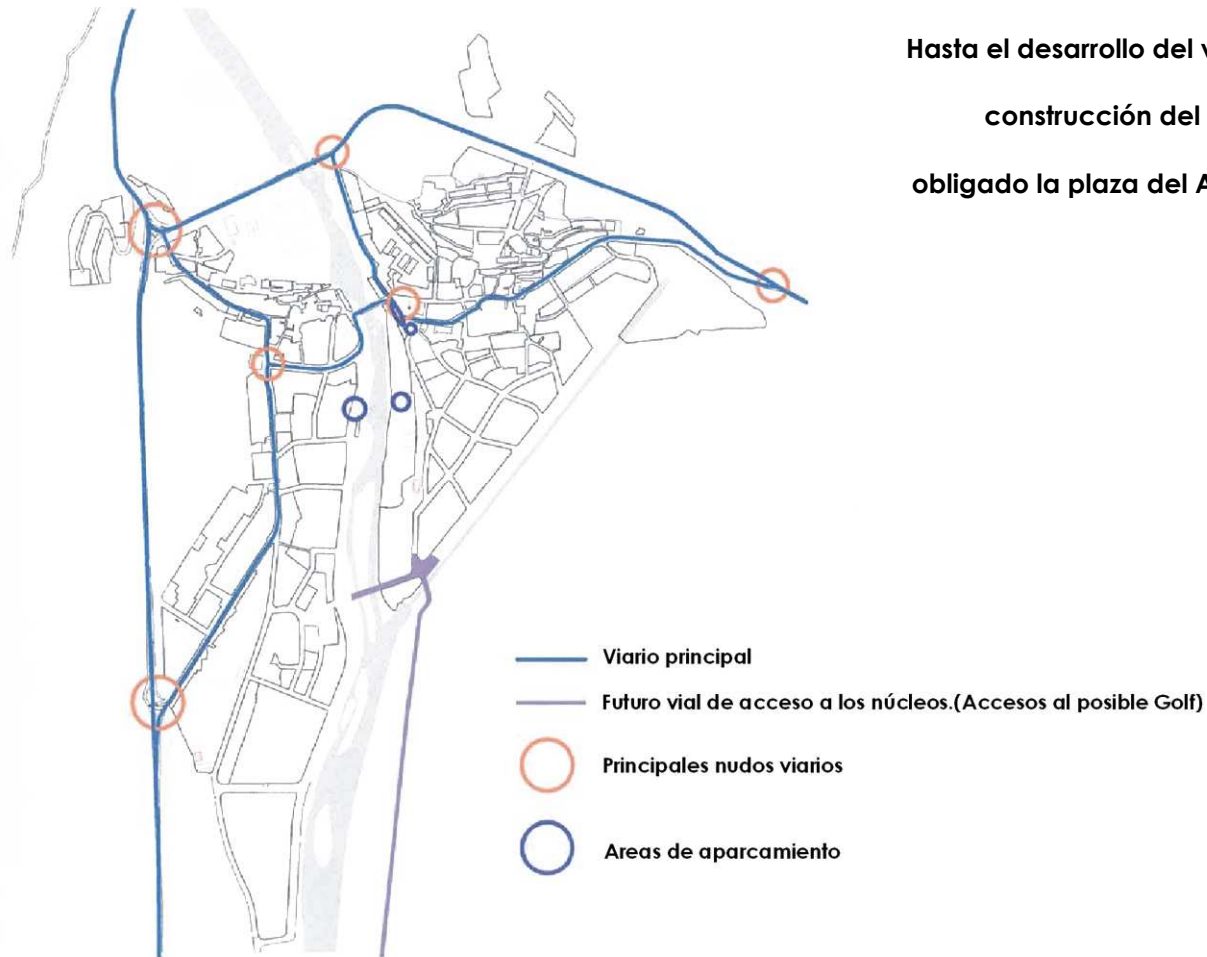 Hasta el desarrollo del
construcción del
obligado la plaza del
Viario principal
Futuro vial de acceso a los núcleos.(Accesos al posible Golf)
Principales nudos viarios
Areas de aparcamiento